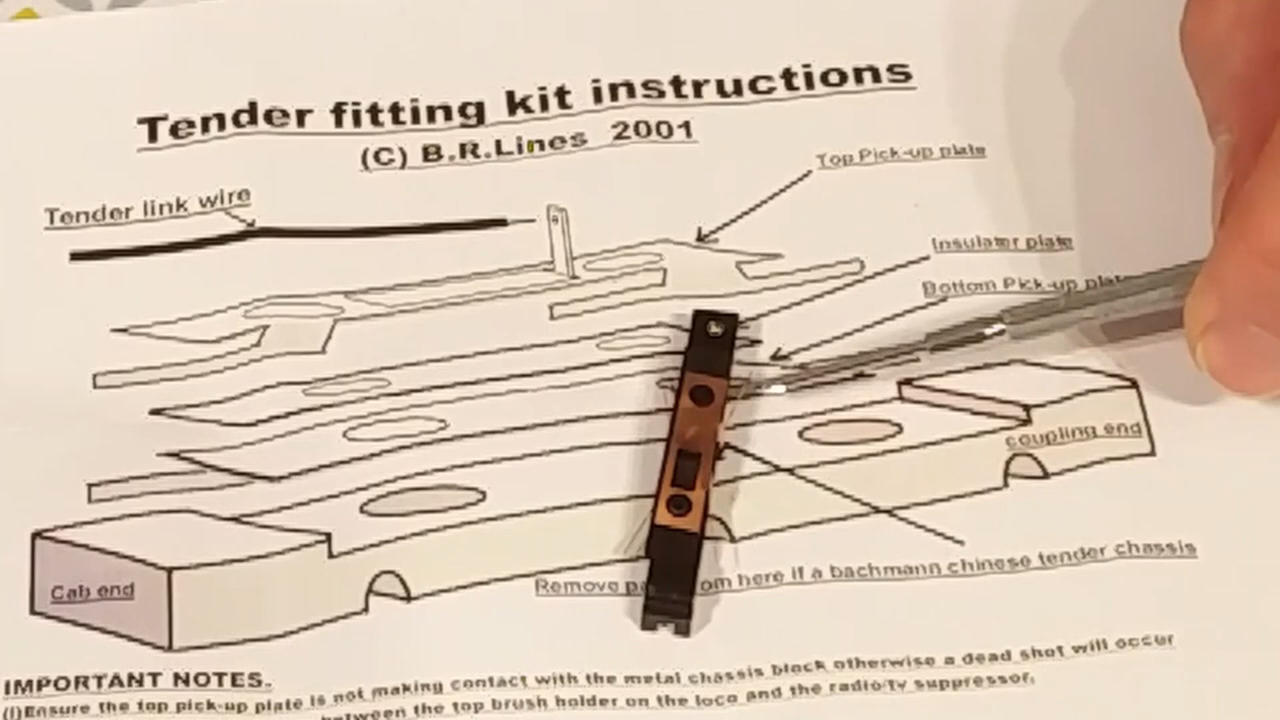 Tender fitting kit instructions
(C) B.R.Lines 2001
Top Pick-up plate
Tender link wire
Insulater plate
Bottom Pick-up plat
coupling end
Remove pa om here if a bachmann chinese tender chassis
Cab end
IMPORTANT NOTES.
(I)Ensure the top pick-up plate is not making contact with the metal chassis block otherwise a dead shot will occur
between the top brush holder on the loco and the radio/tv suppressor.